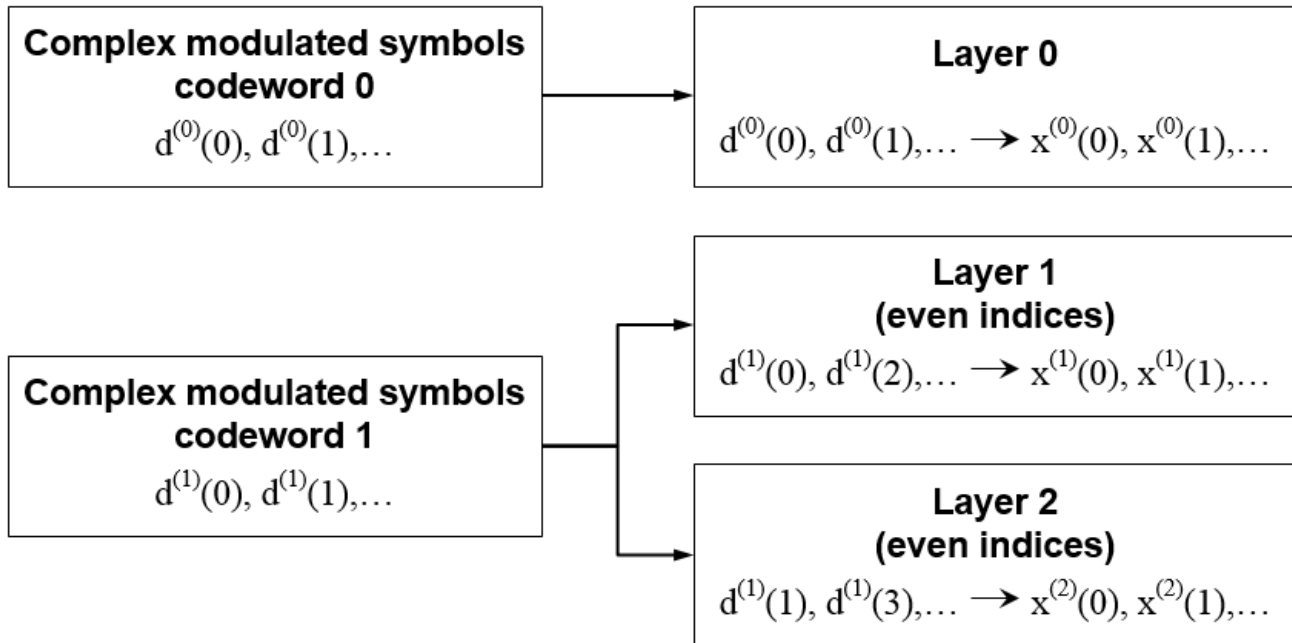 Complex modulated symbols
codeword 0
d⁽⁰⁾(0), d⁽⁰⁾(1),…
Layer 0
d⁽⁰⁾(0), d⁽⁰⁾(1),… → x⁽⁰⁾(0), x⁽⁰⁾(1),…
Layer 1
(even indices)
d⁽¹⁾(0), d⁽¹⁾(2),… → x⁽¹⁾(0), x⁽¹⁾(1),…
Complex modulated symbols
codeword 1
d⁽¹⁾(0), d⁽¹⁾(1),…
Layer 2
(even indices)
d⁽¹⁾(1), d⁽¹⁾(3),… → x⁽²⁾(0), x⁽²⁾(1),…